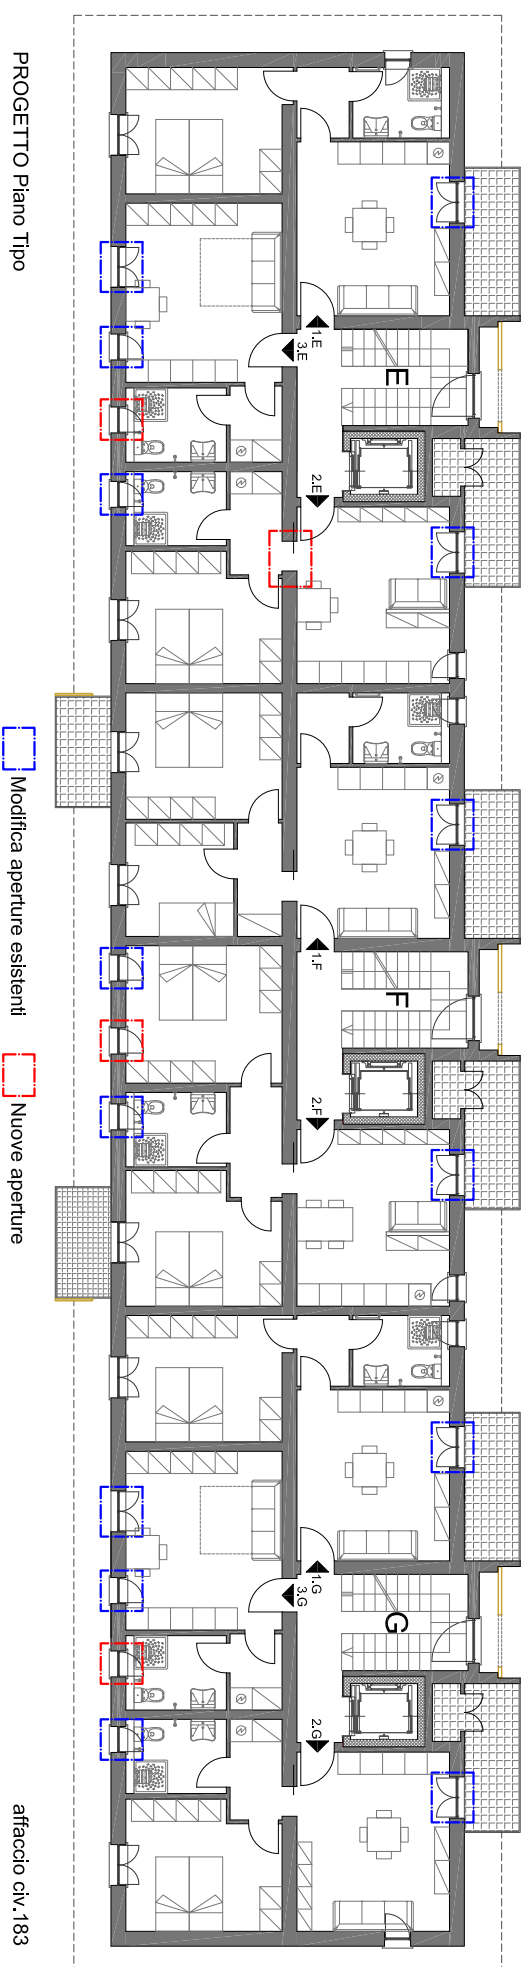 PROGETTO Piano Tipo
E
1.E
3.E
2.E
F
1.F
2.F
G
1.G
3.G
2.G
Modifica aperture esistenti
Nuove aperture
affaccio civ.183